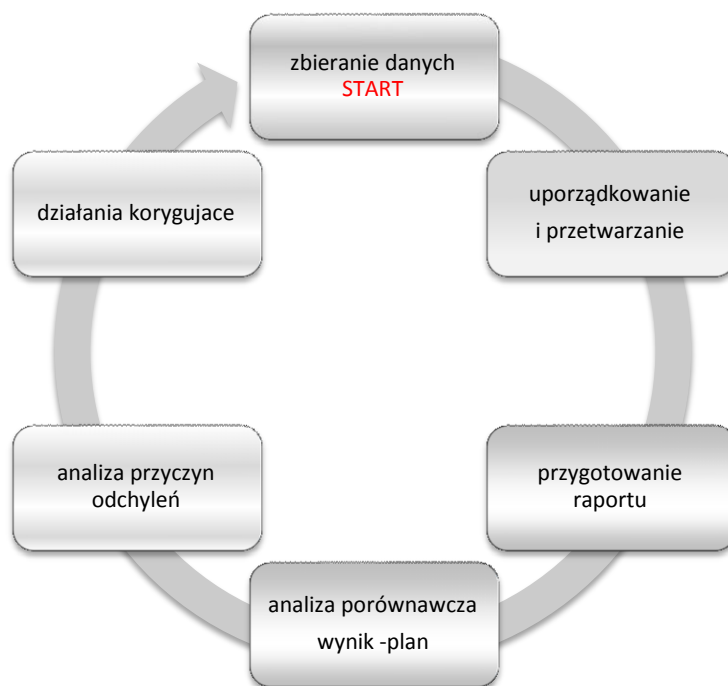 zbieranie danych
START
uporządkowanie
i przetwarzanie
przygotowanie
raportu
analiza porównawcza
wynik -plan
analiza przyczyn
odchyleń
działania korygujace